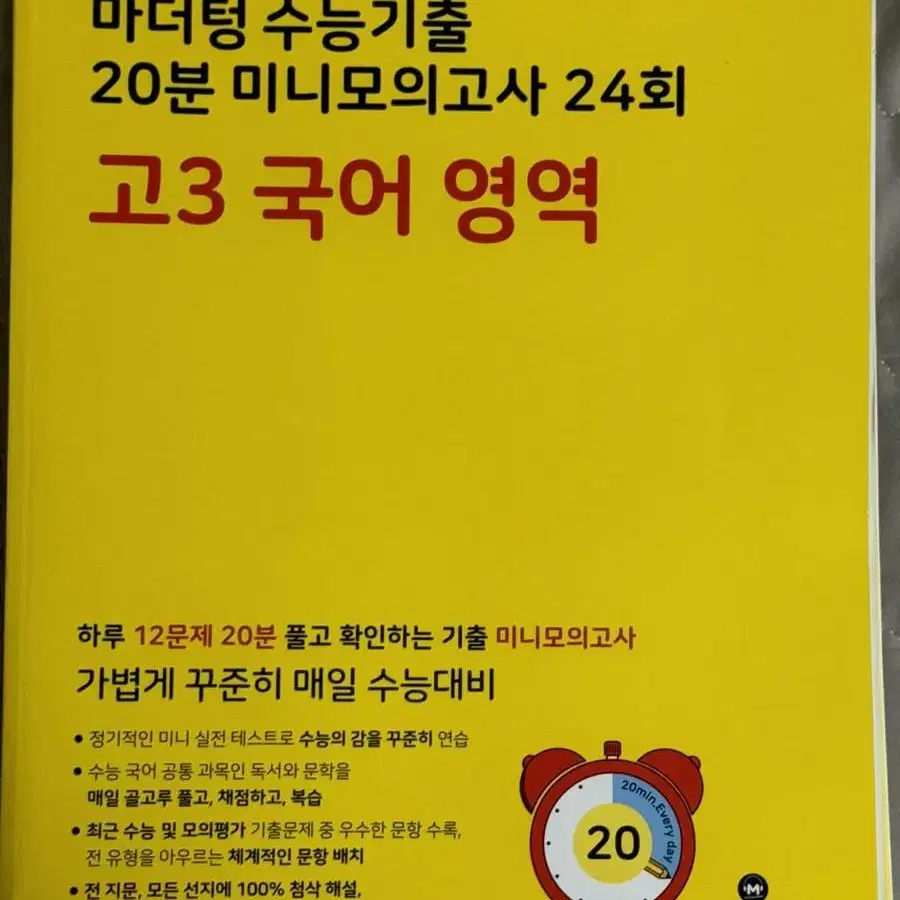 마더텅 수능기출
20분 미니모의고사 24회
고3 국어 영역
하루 12문제 20분 풀고 확인하는 기출 미니모의고사
가볍게 꾸준히 매일 수능대비
• 정기적인 미니 실전 테스트로 수능의 감을 꾸준히 연습
• 수능 국어 공통 과목인 독서와 문학을
매일 골고루 풀고, 채점하고, 복습
• 최근 수능 및 모의평가 기출문제 중 우수한 문항 수록,
전 유형을 아우르는 체계적인 문항 배치
• 전 지문, 모든 선지에 100% 첨삭 해설,
20min. Every day
20
M